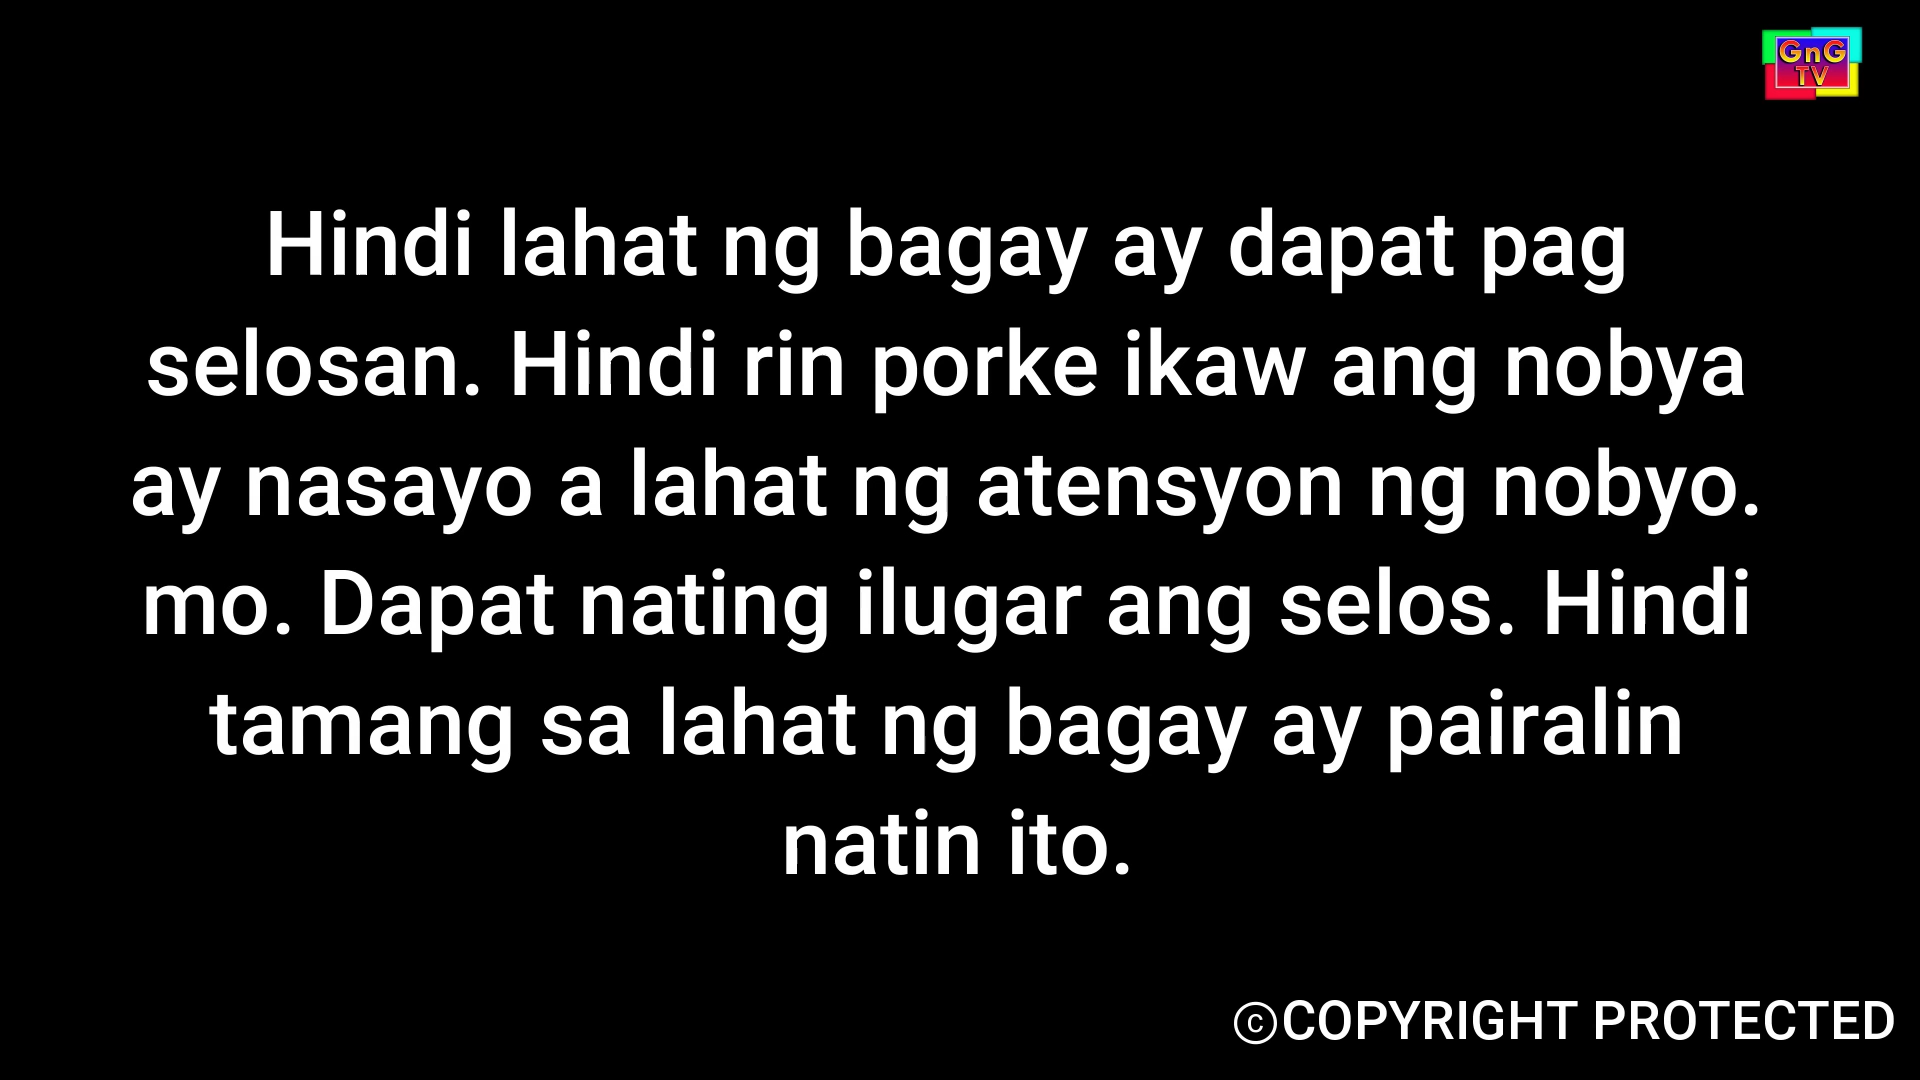 GnG
TV
Hindi lahat ng bagay ay dapat pag
selosan. Hindi rin porke ikaw ang nobya
ay nasayo a lahat ng atensyon ng nobyo.
mo. Dapat nating ilugar ang selos. Hindi
tamang sa lahat ng bagay ay pairalin
natin ito.
©COPYRIGHT PROTECTED